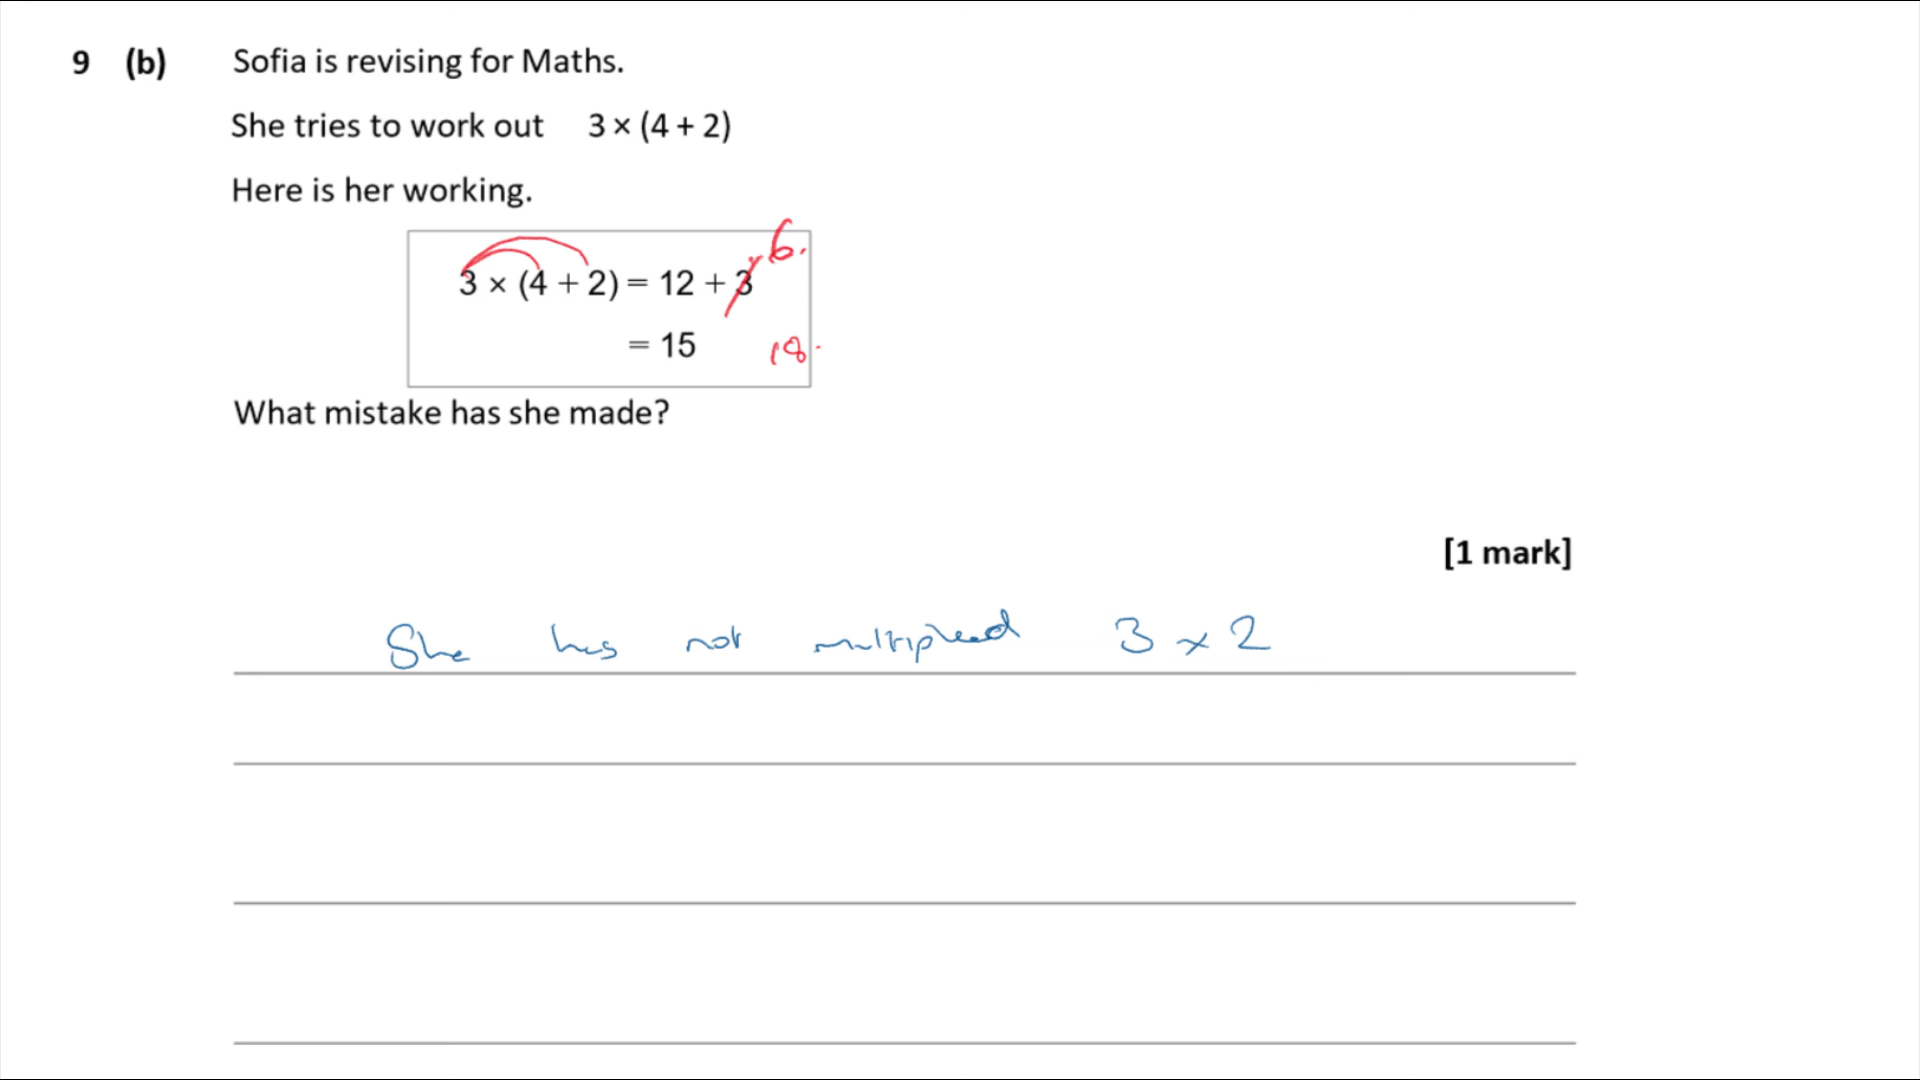 9 (b) Sofia is revising for Maths.
She tries to work out 3 × (4 + 2)
Here is her working.
6.
3 × (4 + 2) = 12 + 3
= 15 18.
What mistake has she made?
[1 mark]
She has not multiplied 3 × 2